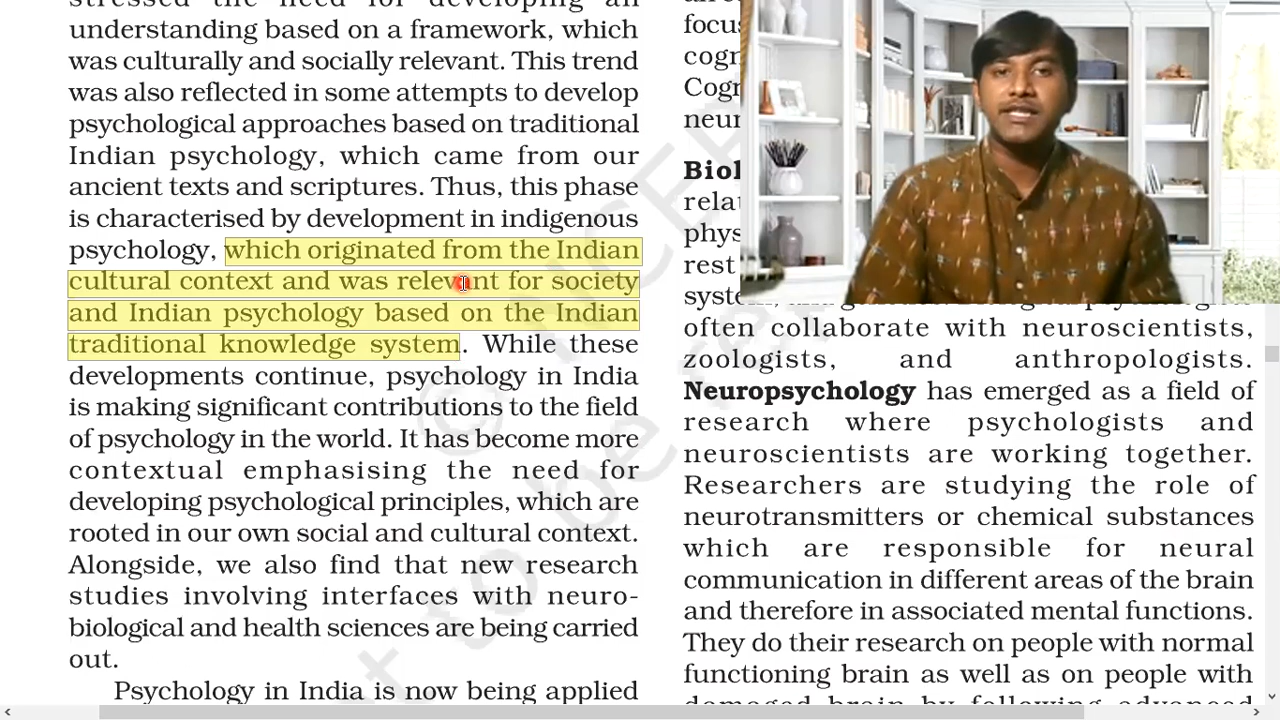 stressed the need for developing an
understanding based on a framework, which
was culturally and socially relevant. This trend
was also reflected in some attempts to develop
psychological approaches based on traditional
Indian psychology, which came from our
ancient texts and scriptures. Thus, this phase
is characterised by development in indigenous
psychology, which originated from the Indian
cultural context and was relevant for society
and Indian psychology based on the Indian
traditional knowledge system. While these
developments continue, psychology in India
is making significant contributions to the field
of psychology in the world. It has become more
contextual emphasising the need for
developing psychological principles, which are
rooted in our own social and cultural context.
Alongside, we also find that new research
studies involving interfaces with neuro-
biological and health sciences are being carried
out.
Psychology in India is now being applied
rest
often collaborate with neuroscientists,
zoologists, and anthropologists.
Neuropsychology has emerged as a field of
research where psychologists and
neuroscientists are working together.
Researchers are studying the role of
neurotransmitters or chemical substances
which are responsible for neural
communication in different areas of the brain
and therefore in associated mental functions.
They do their research on people with normal
functioning brain as well as on people with
damaged brain by following advanced